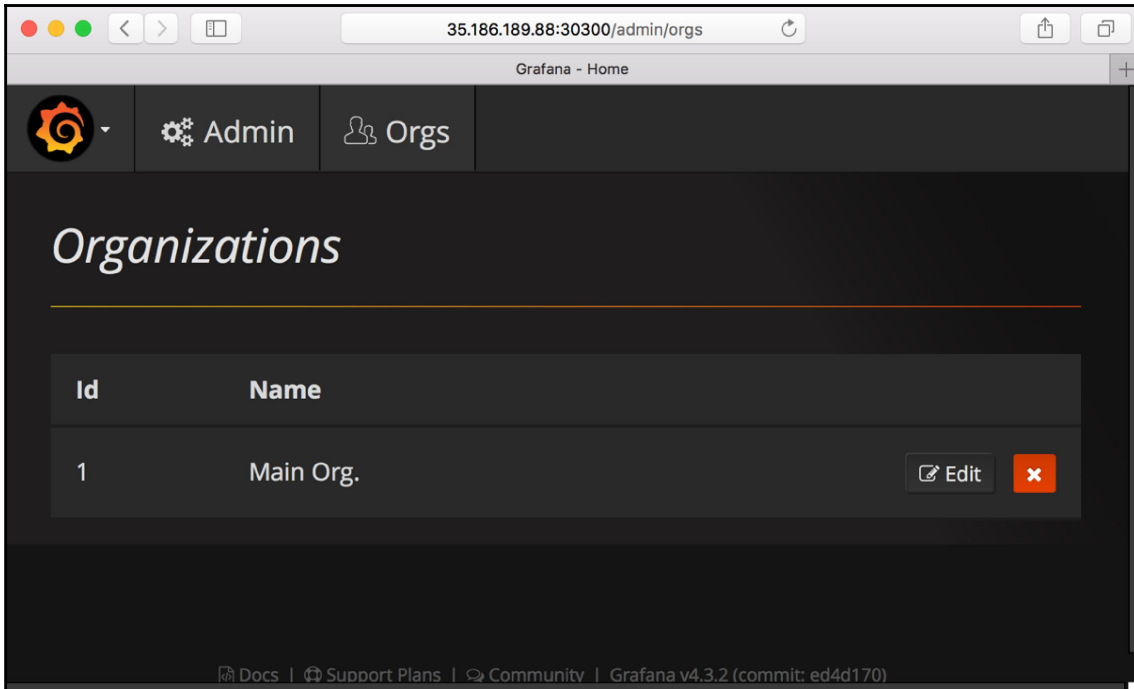 35.186.189.88:30300/admin/orgs
Grafana - Home
Admin Orgs
Organizations
Id Name
1 Main Org. Edit
Docs | Support Plans | Community | Grafana v4.3.2 (commit: ed4d170)